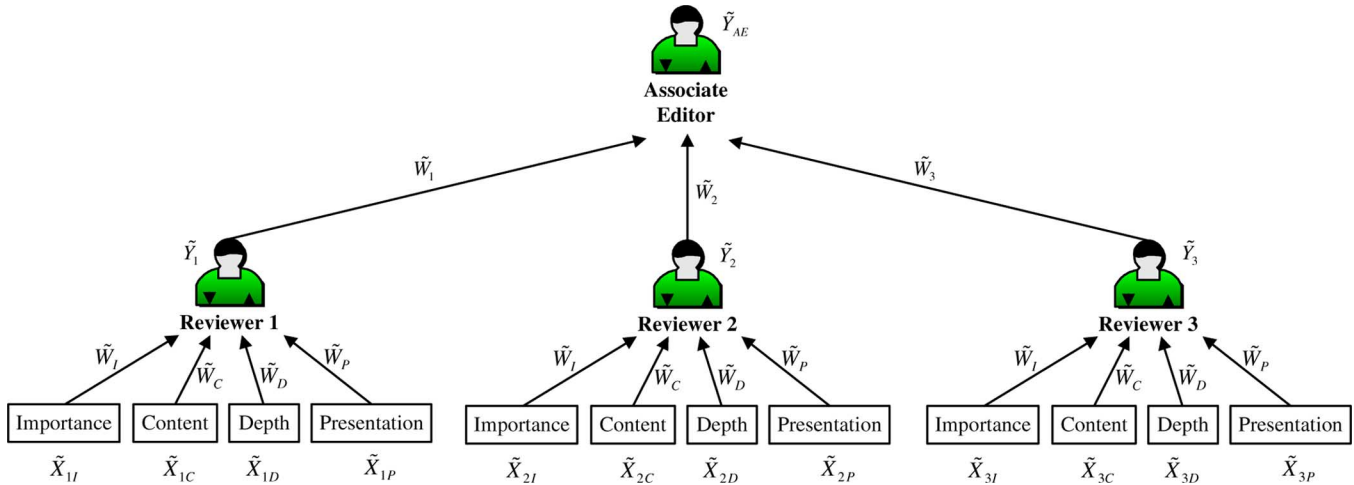 Ỹ_AE
Associate
Editor
W̃_1
W̃_2
W̃_3
Ỹ_1
Ỹ_2
Ỹ_3
Reviewer 1
Reviewer 2
Reviewer 3
W̃_I
W̃_C
W̃_D
W̃_P
W̃_I
W̃_C
W̃_D
W̃_P
W̃_I
W̃_C
W̃_D
W̃_P
Importance
Content
Depth
Presentation
Importance
Content
Depth
Presentation
Importance
Content
Depth
Presentation
X̃_1I
X̃_1C
X̃_1D
X̃_1P
X̃_2I
X̃_2C
X̃_2D
X̃_2P
X̃_3I
X̃_3C
X̃_3D
X̃_3P